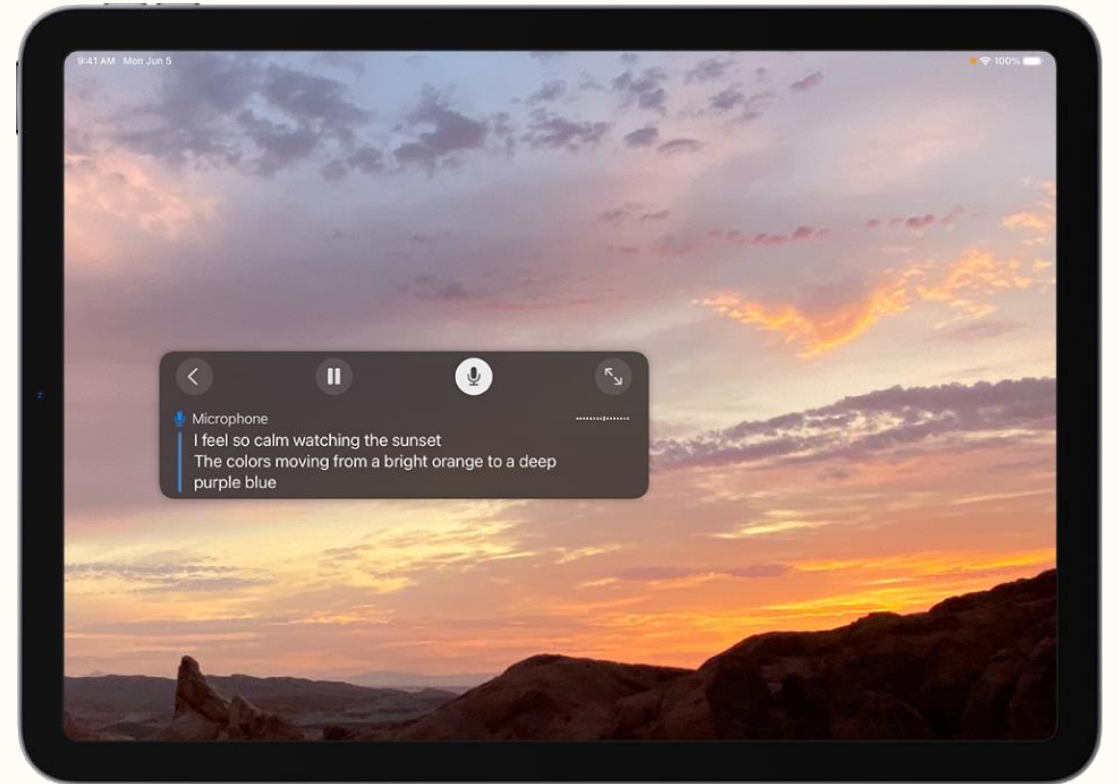 9:41 AM Mon Jun 5
100%
Microphone
I feel so calm watching the sunset
The colors moving from a bright orange to a deep
purple blue